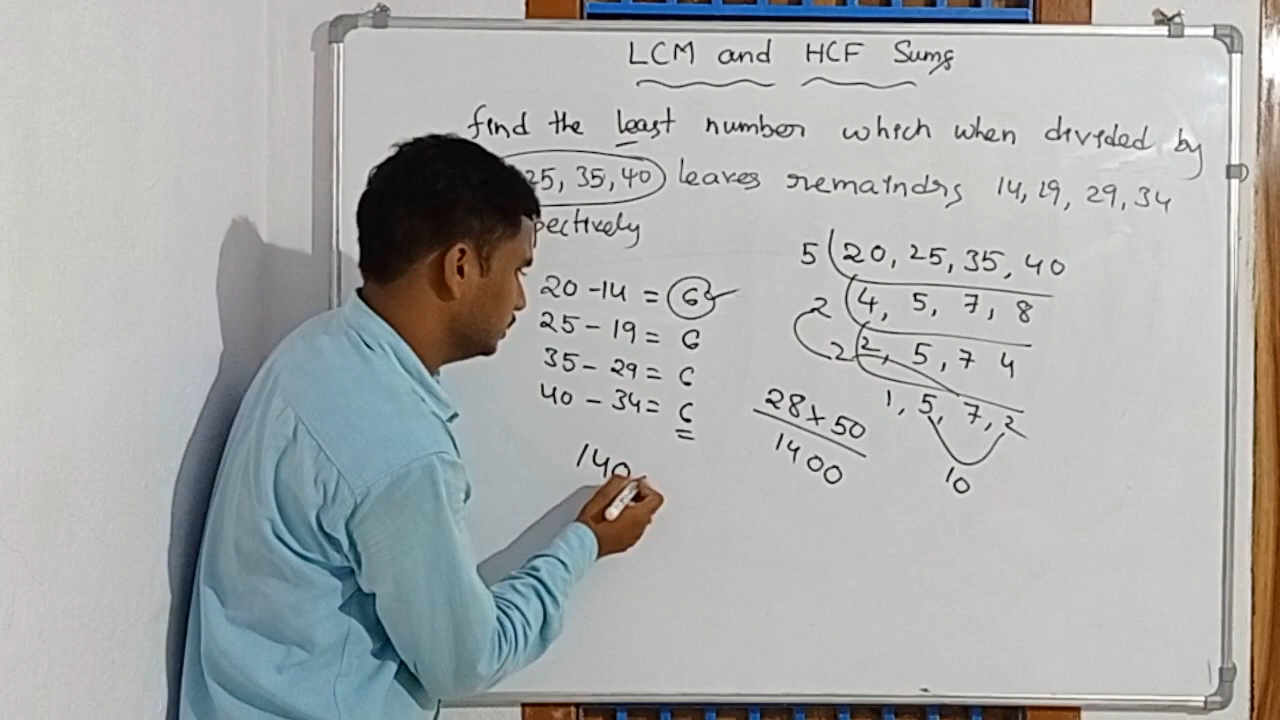 LCM and HCF Sums
find the least number which when divided by
25, 35, 40 leaves remaindrs 14, 19, 29, 34
pectively
20 - 14 = 6
25 - 19 = 6
35 - 29 = 6
40 - 34 = 6
140
5 20, 25, 35, 40
2 4, 5, 7, 8
2 2, 5, 7 4
1, 5, 7, 2
10
28 x 50
1400